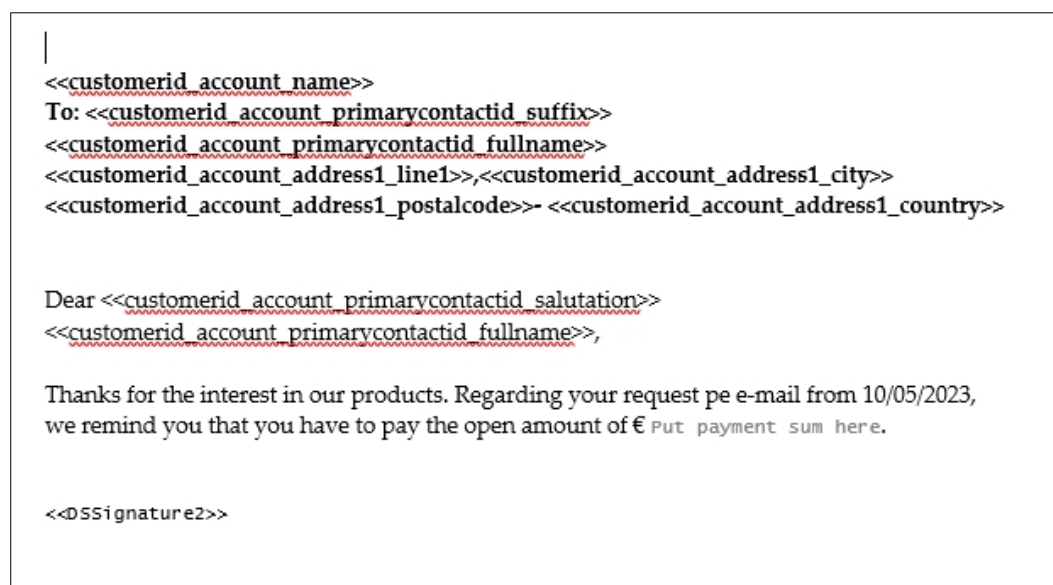 <<customerid_account_name>>
To: <<customerid_account_primarycontactid_suffix>>
<<customerid_account_primarycontactid_fullname>>
<<customerid_account_address1_line1>>,<<customerid_account_address1_city>>
<<customerid_account_address1_postalcode>>- <<customerid_account_address1_country>>
Dear <<customerid_account_primarycontactid_salutation>>
<<customerid_account_primarycontactid_fullname>>,
Thanks for the interest in our products. Regarding your request pe e-mail from 10/05/2023,
we remind you that you have to pay the open amount of € Put payment sum here.
<<DSSignature2>>